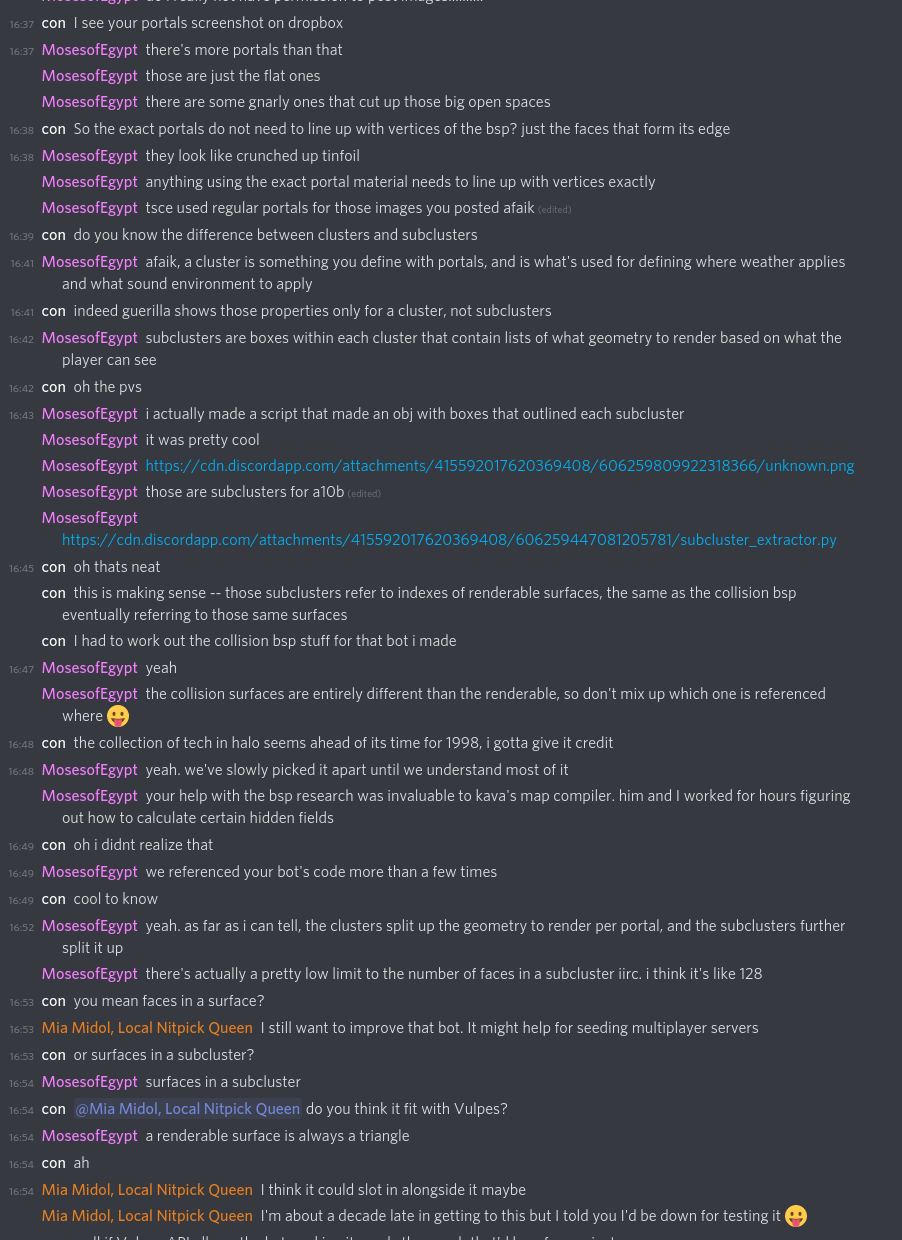 16:37 con I see your portals screenshot on dropbox
16:37 MosesofEgypt there's more portals than that
MosesofEgypt those are just the flat ones
MosesofEgypt there are some gnarly ones that cut up those big open spaces
16:38 con So the exact portals do not need to line up with vertices of the bsp? just the faces that form its edge
16:38 MosesofEgypt they look like crunched up tinfoil
MosesofEgypt anything using the exact portal material needs to line up with vertices exactly
MosesofEgypt tsce used regular portals for those images you posted afaik (edited)
16:39 con do you know the difference between clusters and subclusters
16:41 MosesofEgypt afaik, a cluster is something you define with portals, and is what's used for defining where weather applies
and what sound environment to apply
16:41 con indeed guerilla shows those properties only for a cluster, not subclusters
16:42 MosesofEgypt subclusters are boxes within each cluster that contain lists of what geometry to render based on what the
player can see
16:42 con oh the pvs
16:43 MosesofEgypt i actually made a script that made an obj with boxes that outlined each subcluster
MosesofEgypt it was pretty cool
MosesofEgypt https://cdn.discordapp.com/attachments/415592017620369408/606259809922318366/unknown.png
MosesofEgypt those are subclusters for a10b (edited)
MosesofEgypt
https://cdn.discordapp.com/attachments/415592017620369408/606259447081205781/subcluster_extractor.py
16:45 con oh thats neat
con this is making sense -- those subclusters refer to indexes of renderable surfaces, the same as the collision bsp
eventually referring to those same surfaces
con I had to work out the collision bsp stuff for that bot i made
16:47 MosesofEgypt yeah
MosesofEgypt the collision surfaces are entirely different than the renderable, so don't mix up which one is referenced
where 😛
16:48 con the collection of tech in halo seems ahead of its time for 1998, i gotta give it credit
16:48 MosesofEgypt yeah. we've slowly picked it apart until we understand most of it
MosesofEgypt your help with the bsp research was invaluable to kava's map compiler. him and I worked for hours figuring
out how to calculate certain hidden fields
16:49 con oh i didnt realize that
16:49 MosesofEgypt we referenced your bot's code more than a few times
16:49 con cool to know
16:52 MosesofEgypt yeah. as far as i can tell, the clusters split up the geometry to render per portal, and the subclusters further
split it up
MosesofEgypt there's actually a pretty low limit to the number of faces in a subcluster iirc. i think it's like 128
16:53 con you mean faces in a surface?
16:53 Mia Midol, Local Nitpick Queen I still want to improve that bot. It might help for seeding multiplayer servers
16:53 con or surfaces in a subcluster?
16:54 MosesofEgypt surfaces in a subcluster
16:54 con @Mia Midol, Local Nitpick Queen do you think it fit with Vulpes?
16:54 MosesofEgypt a renderable surface is always a triangle
16:54 con ah
16:54 Mia Midol, Local Nitpick Queen I think it could slot in alongside it maybe
Mia Midol, Local Nitpick Queen I'm about a decade late in getting to this but I told you I'd be down for testing it 😛